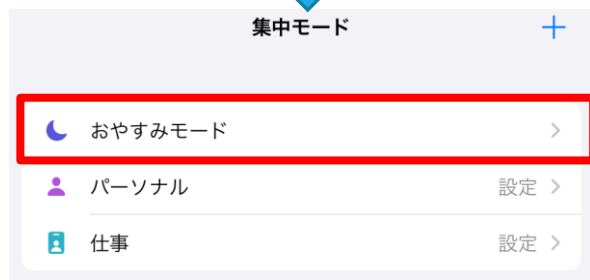 集中モード
おやすみモード
パーソナル 設定
仕事 設定